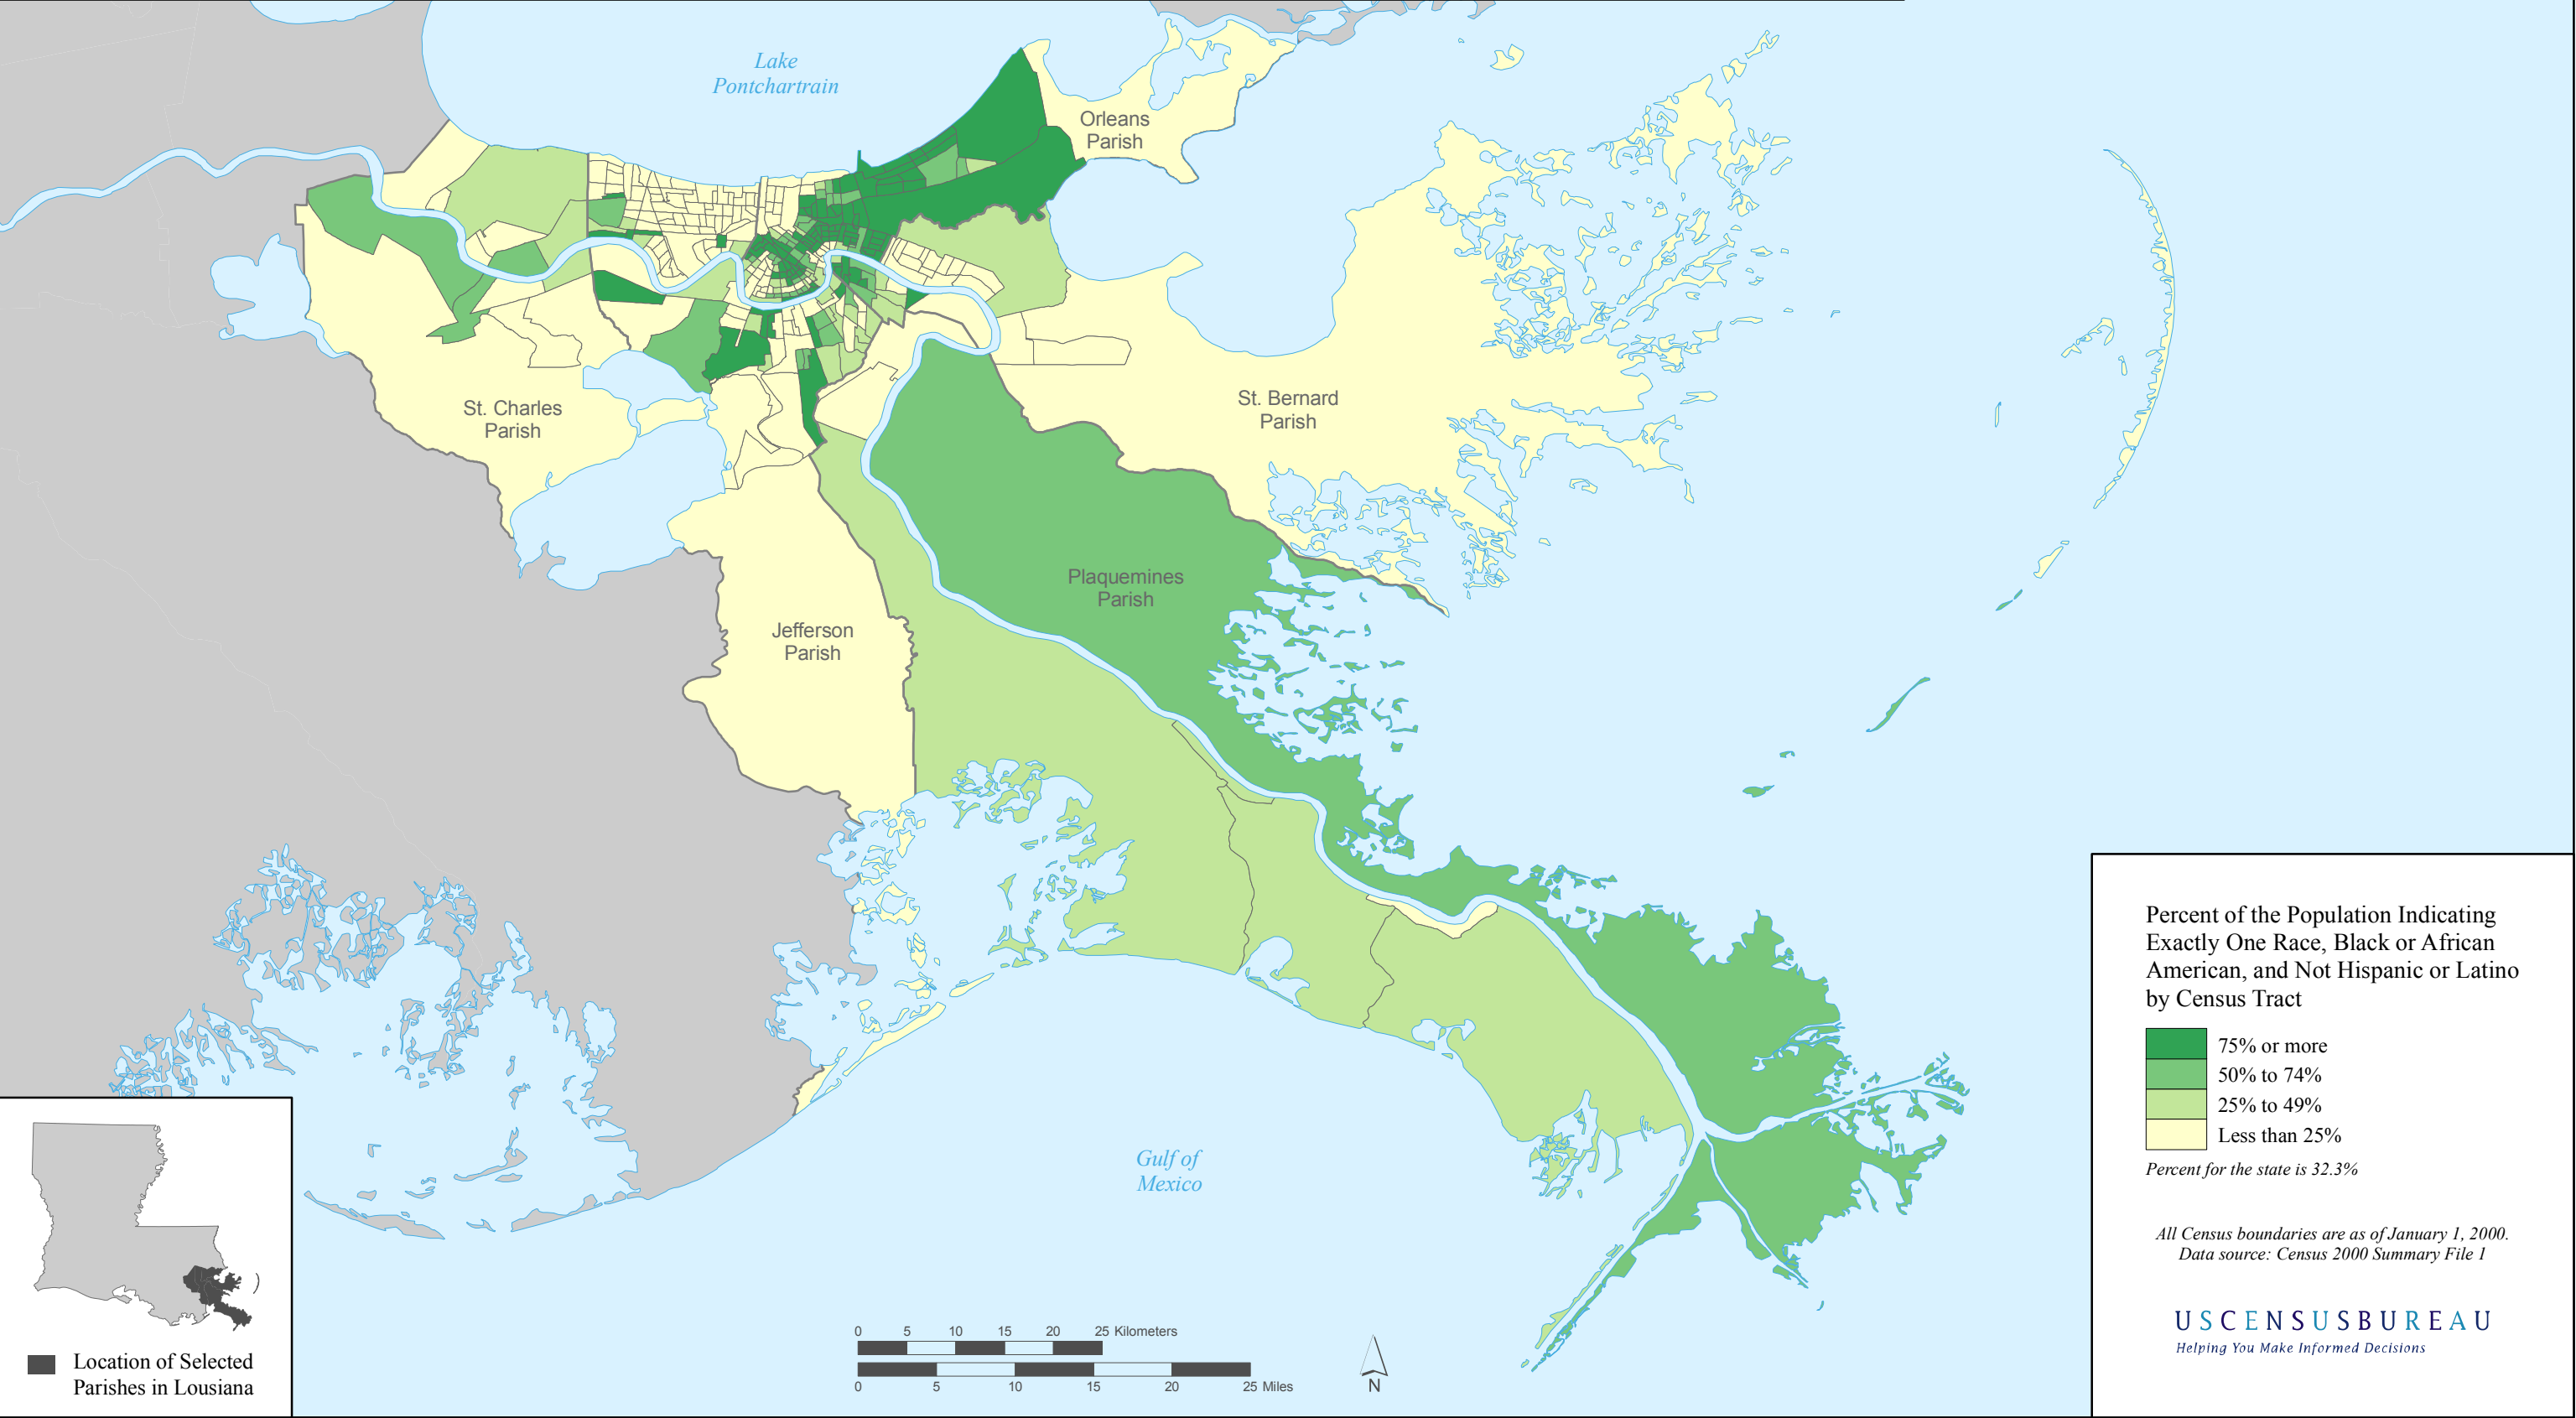 Lake
Pontchartrain
Orleans
Parish
St. Charles
Parish
St. Bernard
Parish
Plaquemines
Parish
Jefferson
Parish
Gulf of
Mexico
Percent of the Population Indicating
Exactly One Race, Black or African
American, and Not Hispanic or Latino
by Census Tract
75% or more
50% to 74%
25% to 49%
Less than 25%
Percent for the state is 32.3%
All Census boundaries are as of January 1, 2000.
Data source: Census 2000 Summary File 1
USCENSUSBUREAU
Helping You Make Informed Decisions
Location of Selected
Parishes in Lousiana
0 5 10 15 20 25 Kilometers
0 5 10 15 20 25 Miles
N